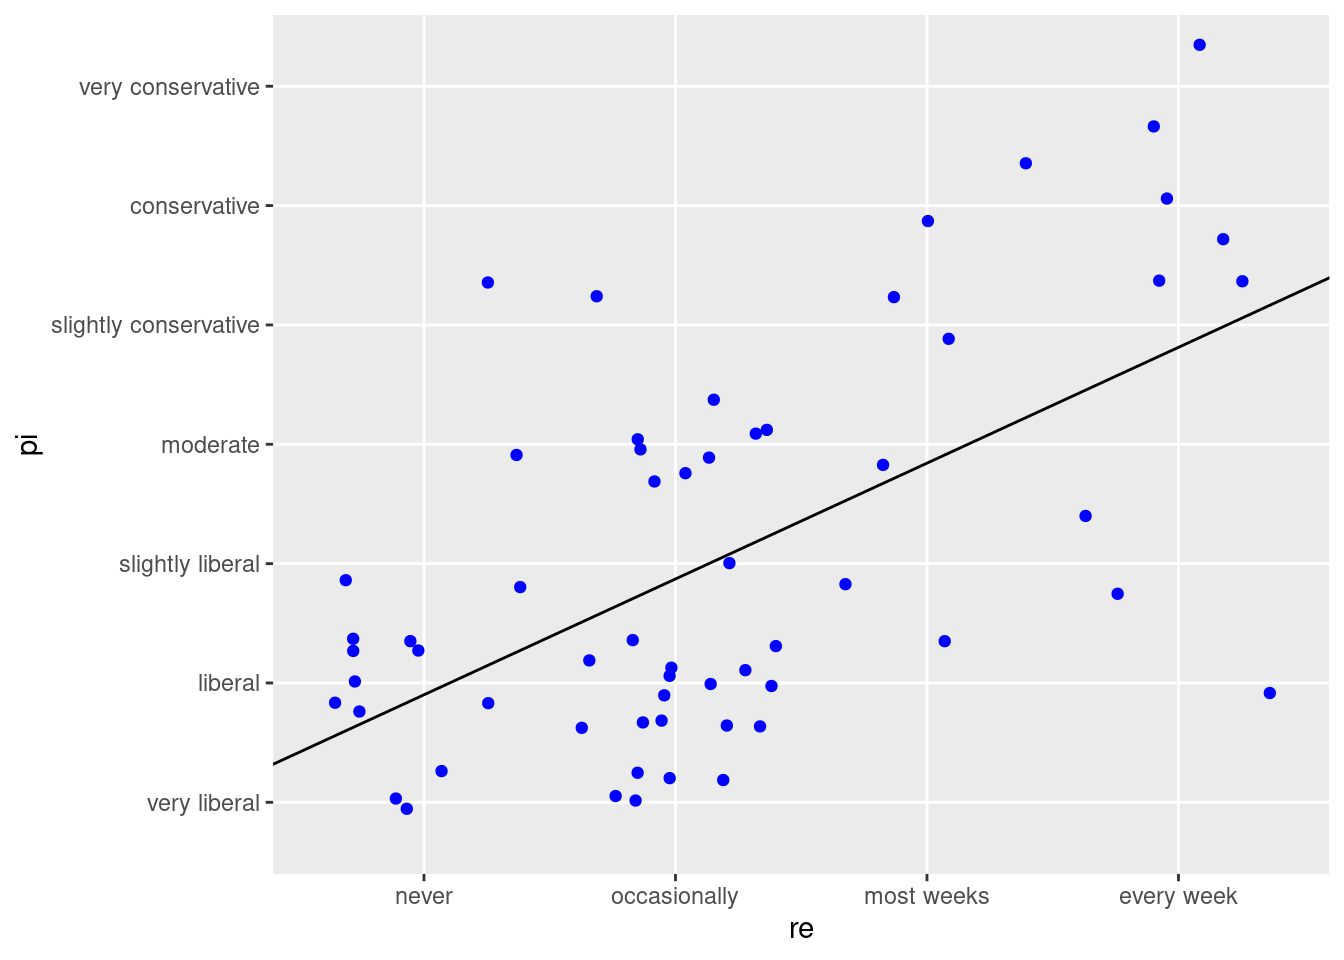 very conservative
conservative
slightly conservative
moderate
slightly liberal
liberal
very liberal
pi
never occasionally most weeks every week
re